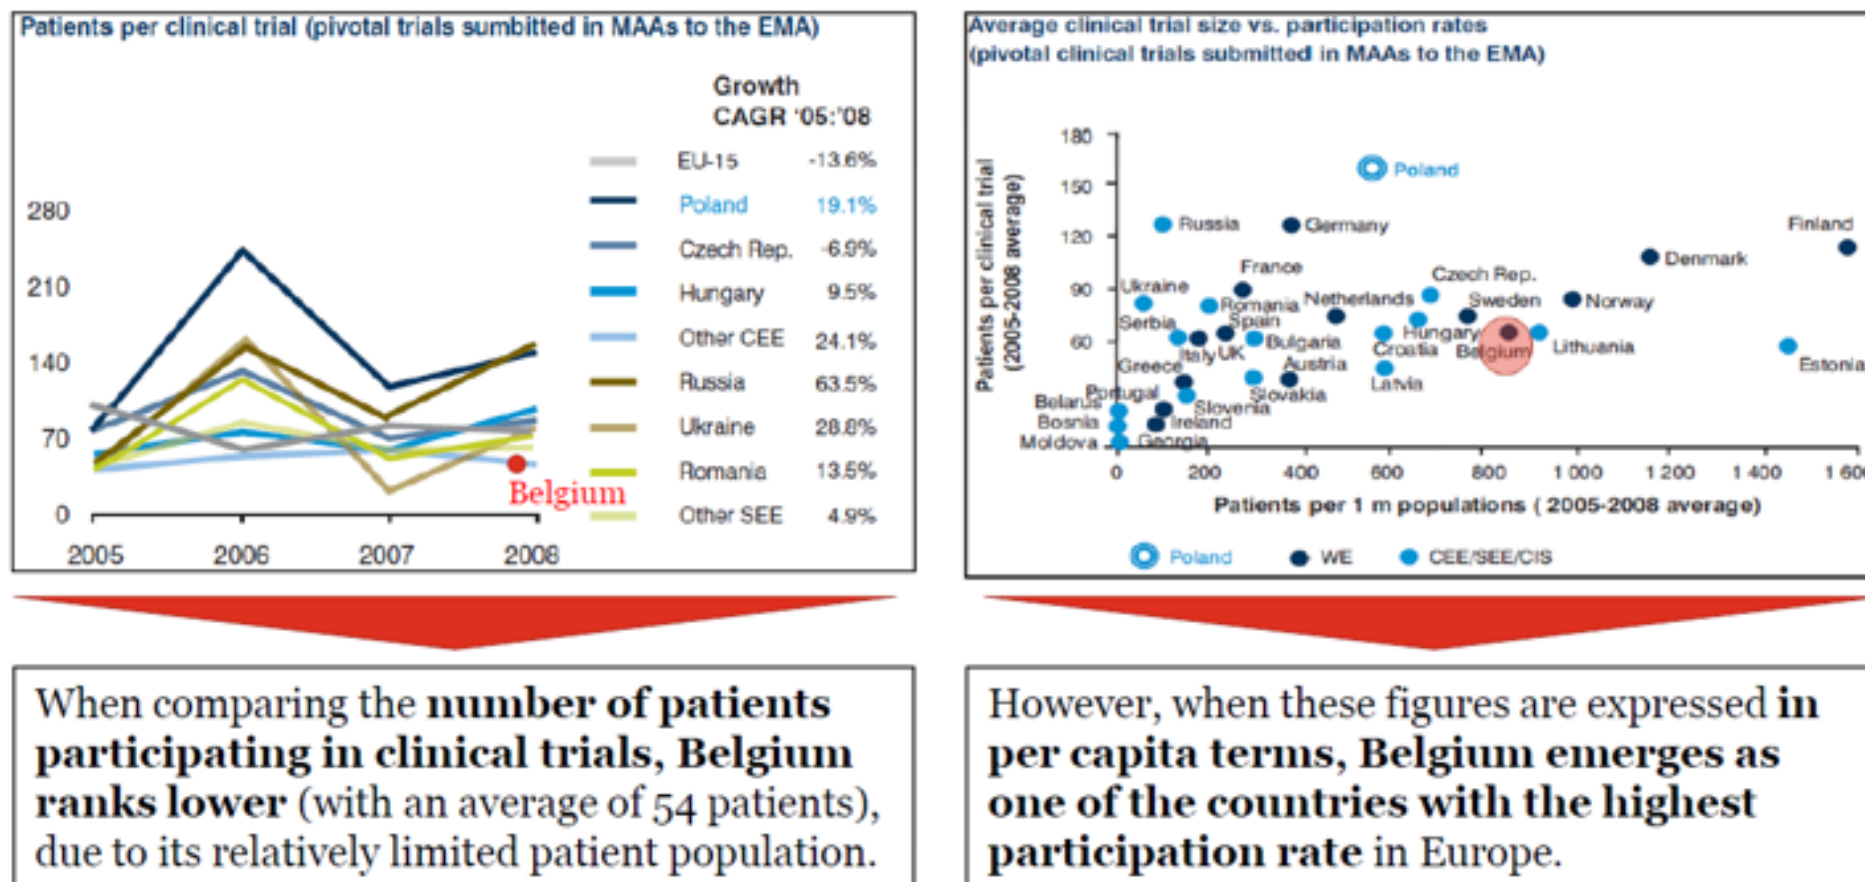 Patients per clinical trial (pivotal trials sumbitted in MAAs to the EMA)
Growth
CAGR '05:'08
EU-15 -13.6%
Poland 19.1%
Czech Rep. -6.9%
Hungary 9.5%
Other CEE 24.1%
Russia 63.5%
Ukraine 28.8%
Romania 13.5%
Other SEE 4.9%
280
210
140
70
0
2005 2006 2007 2008
Belgium
Average clinical trial size vs. participation rates
(pivotal clinical trials submitted in MAAs to the EMA)
Patients per clinical trial
(2005-2008 average)
180
150
120
90
60
Poland
Russia
Germany
Finland
Denmark
France
Czech Rep.
Ukraine
Romania
Netherlands
Sweden
Norway
Serbia
Spain
Hungary
Italy
UK
Bulgaria
Croatia
Belgium
Lithuania
Greece
Austria
Latvia
Estonia
Portugal
Slovakia
Belarus
Slovenia
Bosnia
Ireland
Moldova
Georgia
0 200 400 600 800 1 000 1 200 1 400 1 600
Patients per 1 m populations ( 2005-2008 average)
Poland WE CEE/SEE/CIS
When comparing the number of patients
participating in clinical trials, Belgium
ranks lower (with an average of 54 patients),
due to its relatively limited patient population.
However, when these figures are expressed in
per capita terms, Belgium emerges as
one of the countries with the highest
participation rate in Europe.